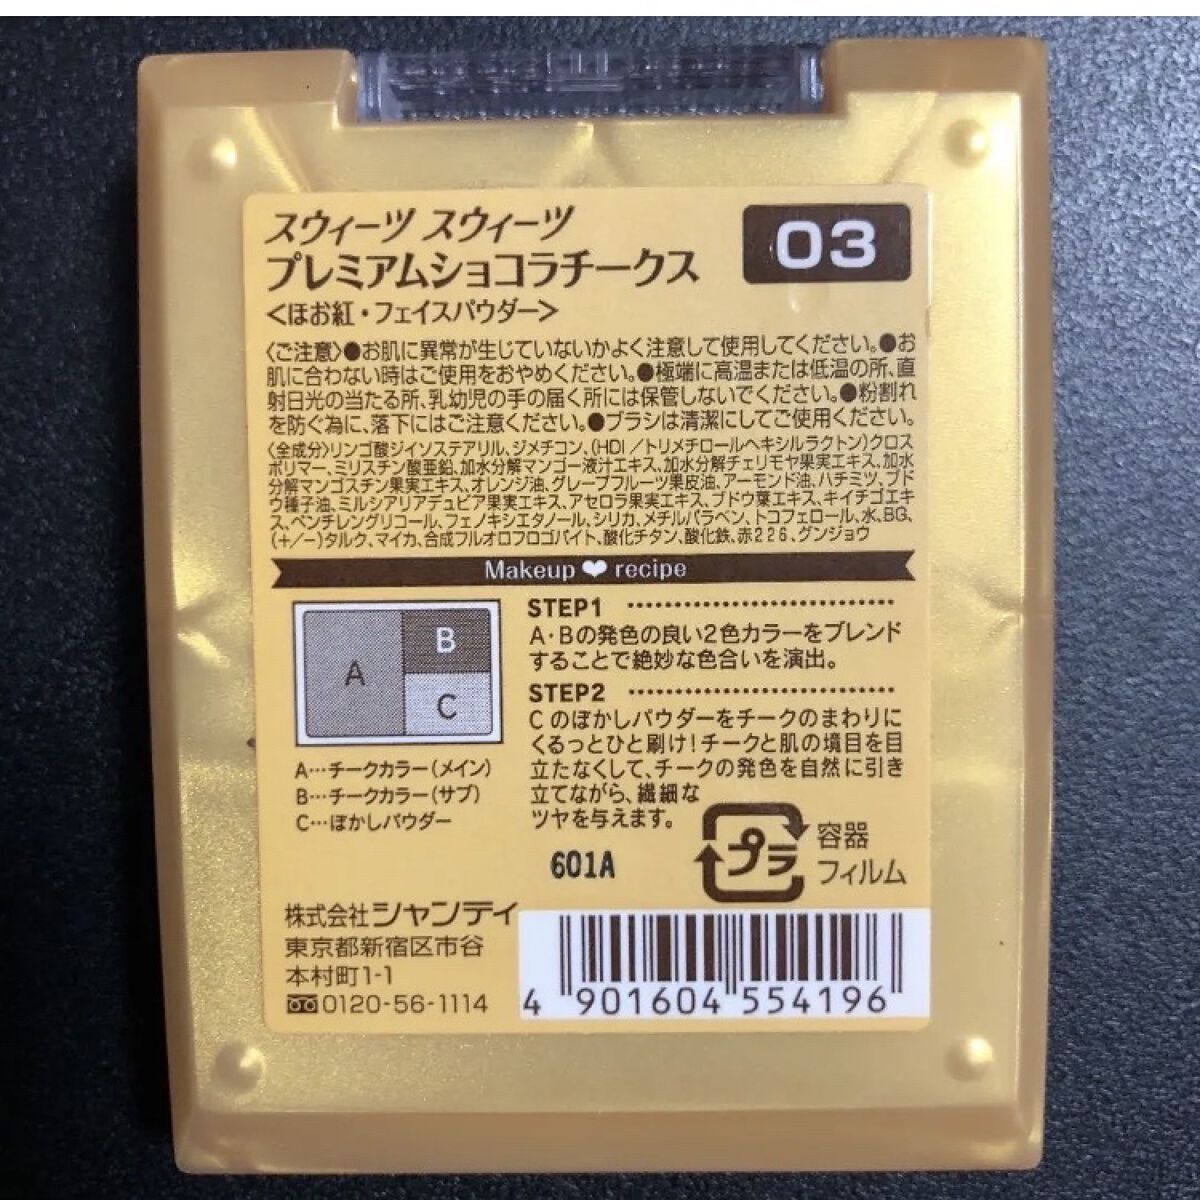 スウィーツ スウィーツ
プレミアムショコラチークス
03
<ほお紅・フェイスパウダー>
〈ご注意〉●お肌に異常が生じていないかよく注意して使用してください。●お
肌に合わない時はご使用をおやめください。●極端に高温または低温の所、直
射日光の当たる所、乳幼児の手の届く所には保管しないでください。●粉割れ
を防ぐ為に、落下にはご注意ください。●ブラシは清潔にしてご使用ください。
〈全成分〉リンゴ酸ジイソステアリル、ジメチコン、(HDI/トリメチロールヘキシルラクトン)クロス
ポリマー、ミリスチン酸亜鉛、加水分解マンゴー液汁エキス、加水分解チェリモヤ果実エキス、加水
分解マンゴスチン果実エキス、オレンジ油、グレープフルーツ果皮油、アーモンド油、ハチミツ、ブド
ウ種子油、ミルシアリアデュビア果実エキス、アセロラ果実エキス、ブドウ葉エキス、キイチゴエキ
ス、ペンチレングリコール、フェノキシエタノール、シリカ、メチルパラベン、トコフェロール、水、BG、
(+/-)タルク、マイカ、合成フルオロフロゴパイト、酸化チタン、酸化鉄、赤226、グンジョウ
Makeup ❤ recipe
A
B
C
A…チークカラー(メイン)
B…チークカラー(サブ)
C…ぼかしパウダー
STEP1
A・Bの発色の良い2色カラーをブレンド
することで絶妙な色合いを演出。
STEP2
Cのぼかしパウダーをチークのまわりに
くるっとひと刷け!チークと肌の境目を目
立たなくして、チークの発色を自然に引き
立てながら、繊細な
ツヤを与えます。
プラ
容器
フィルム
601A
株式会社シャンティ
東京都新宿区市谷
本村町1-1
0120-56-1114
4 901604 554196